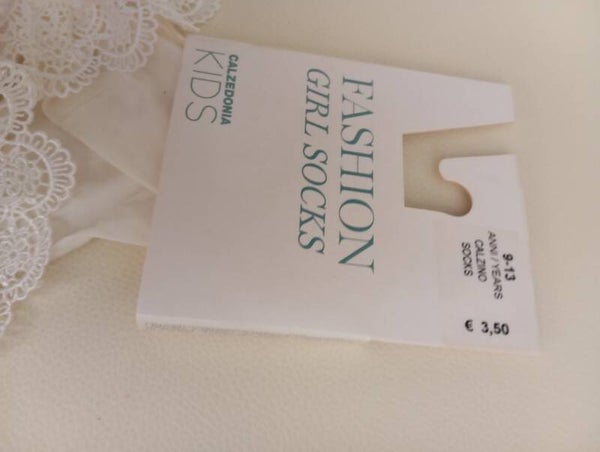 CALZEDONIA
KIDS
FASHION
GIRL SOCKS
9-13
ANNI / YEARS
CALZINO
SOCKS
€ 3,50